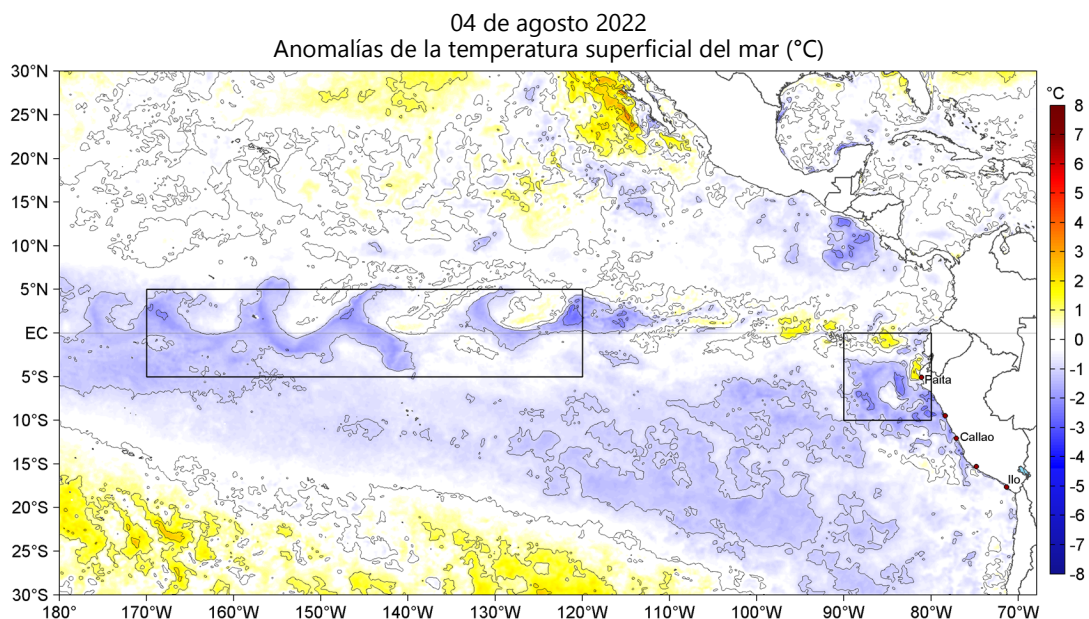 04 de agosto 2022
Anomalías de la temperatura superficial del mar (°C)
30°N
25°N
20°N
15°N
10°N
5°N
EC
5°S
10°S
15°S
20°S
25°S
30°S
180
170°W
160°W
150°W
140°W
130°W
120°W
110°W
100°W
90°W
80°W
70°W
Paita
Callao
Ilo
°C
8
7
6
5
4
3
2
1
0
-1
-2
-3
-4
-5
-6
-7
-8